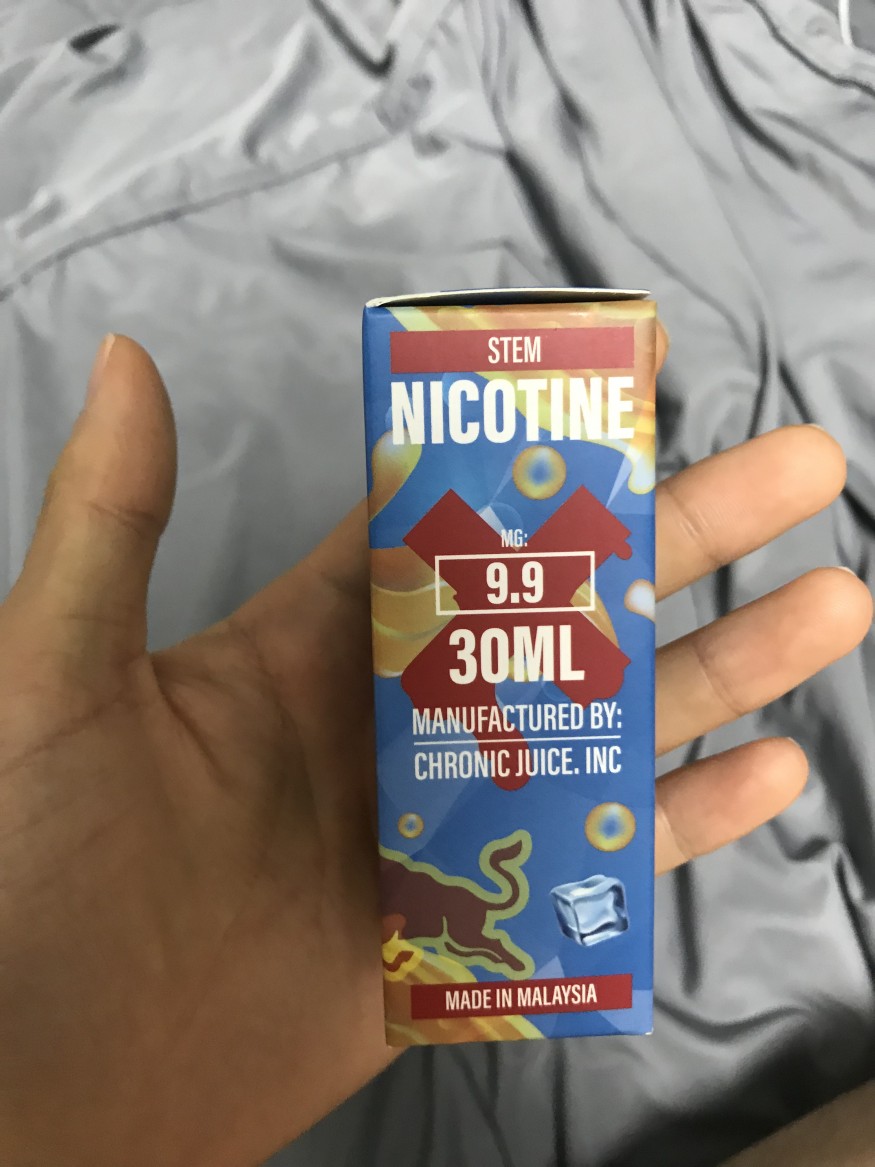 STEM
NICOTINE
MG:
9.9
30ML
MANUFACTURED BY:
CHRONIC JUICE. INC
MADE IN MALAYSIA